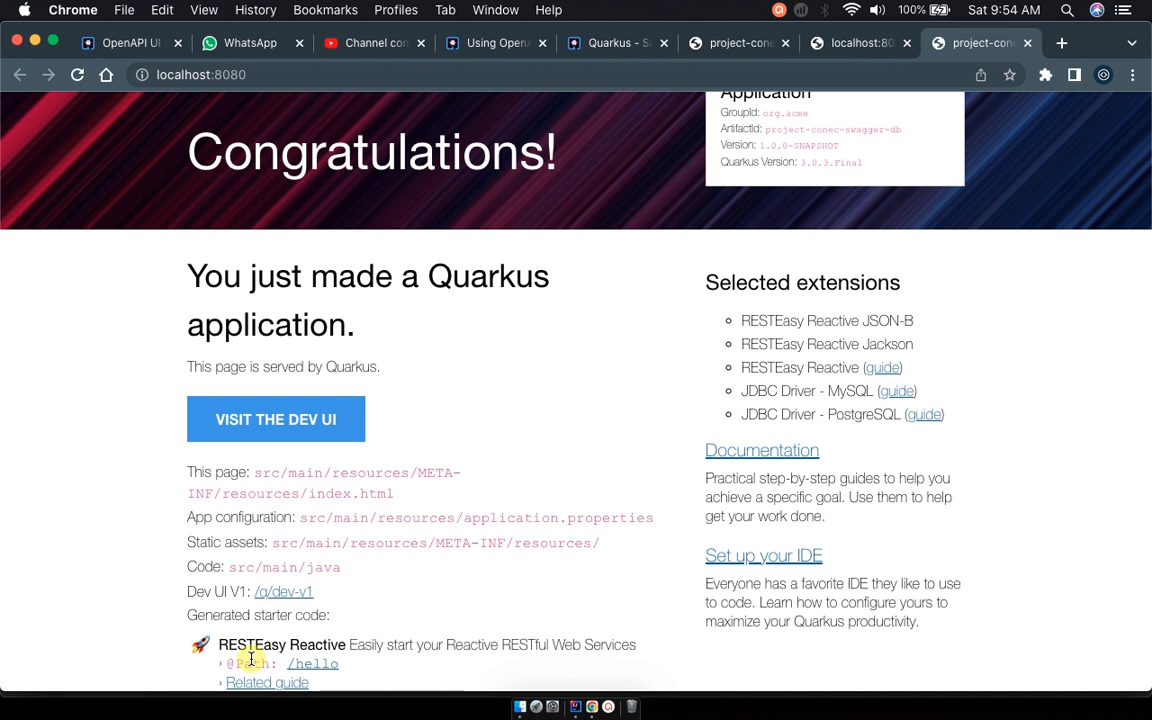 Chrome File Edit View History Bookmarks Profiles Tab Window Help 100% Sat 9:54 AM
OpenAPI UI WhatsApp Channel con Using OpenA Quarkus - Su project-cone localhost:80 project-cone
localhost:8080
Application
GroupId: org.acme
ArtifactId: project-conec-swagger-db
Version: 1.0.0-SNAPSHOT
Quarkus Version: 3.0.3.Final
Congratulations!
You just made a Quarkus
application.
This page is served by Quarkus.
VISIT THE DEV UI
This page: src/main/resources/META-
INF/resources/index.html
App configuration: src/main/resources/application.properties
Static assets: src/main/resources/META-INF/resources/
Code: src/main/java
Dev UI V1: /q/dev-v1
Generated starter code:
RESTEasy Reactive Easily start your Reactive RESTful Web Services
@Path: /hello
Related guide
Selected extensions
RESTEasy Reactive JSON-B
RESTEasy Reactive Jackson
RESTEasy Reactive (guide)
JDBC Driver - MySQL (guide)
JDBC Driver - PostgreSQL (guide)
Documentation
Practical step-by-step guides to help you
achieve a specific goal. Use them to help
get your work done.
Set up your IDE
Everyone has a favorite IDE they like to use
to code. Learn how to configure yours to
maximize your Quarkus productivity.